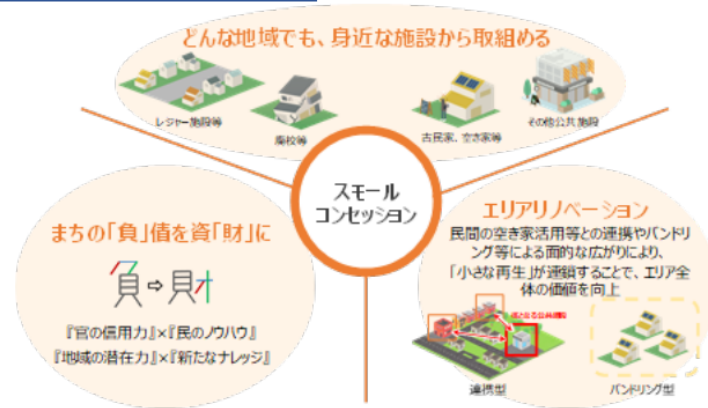 どんな地域でも、身近な施設から取組める
レジャー施設等
廃校等
古民家、空き家等
その他公共施設
スモール
コンセッション
まちの「負」債を資「財」に
負⇨財
『官の信用力』×『民のノウハウ』
『地域の潜在力』×『新たなナレッジ』
エリアリノベーション
民間の空き家活用等との連携やバンドリ
ング等による面的な広がりにより、
「小さな再生」が連鎖することで、エリア全
体の価値を向上
連携型
バンドリング型